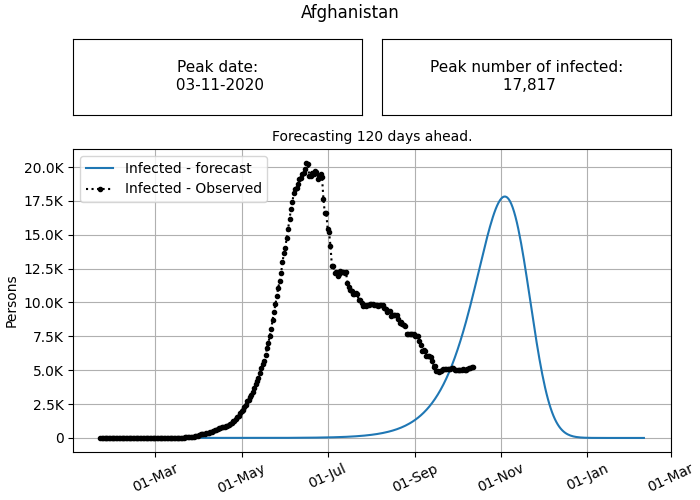 Afghanistan
Peak date:
03-11-2020
Peak number of infected:
17,817
Forecasting 120 days ahead.
Infected - forecast
Infected - Observed
Persons
20.0K
17.5K
15.0K
12.5K
10.0K
7.5K
5.0K
2.5K
0
01-Mar
01-May
01-Jul
01-Sep
01-Nov
01-Jan
01-Mar